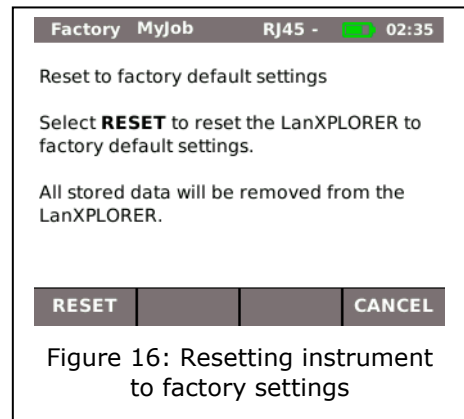 Factory MyJob RJ45 - 02:35
Reset to factory default settings
Select RESET to reset the LanXPLORER to
factory default settings.
All stored data will be removed from the
LanXPLORER.
RESET CANCEL
Figure 16: Resetting instrument
to factory settings